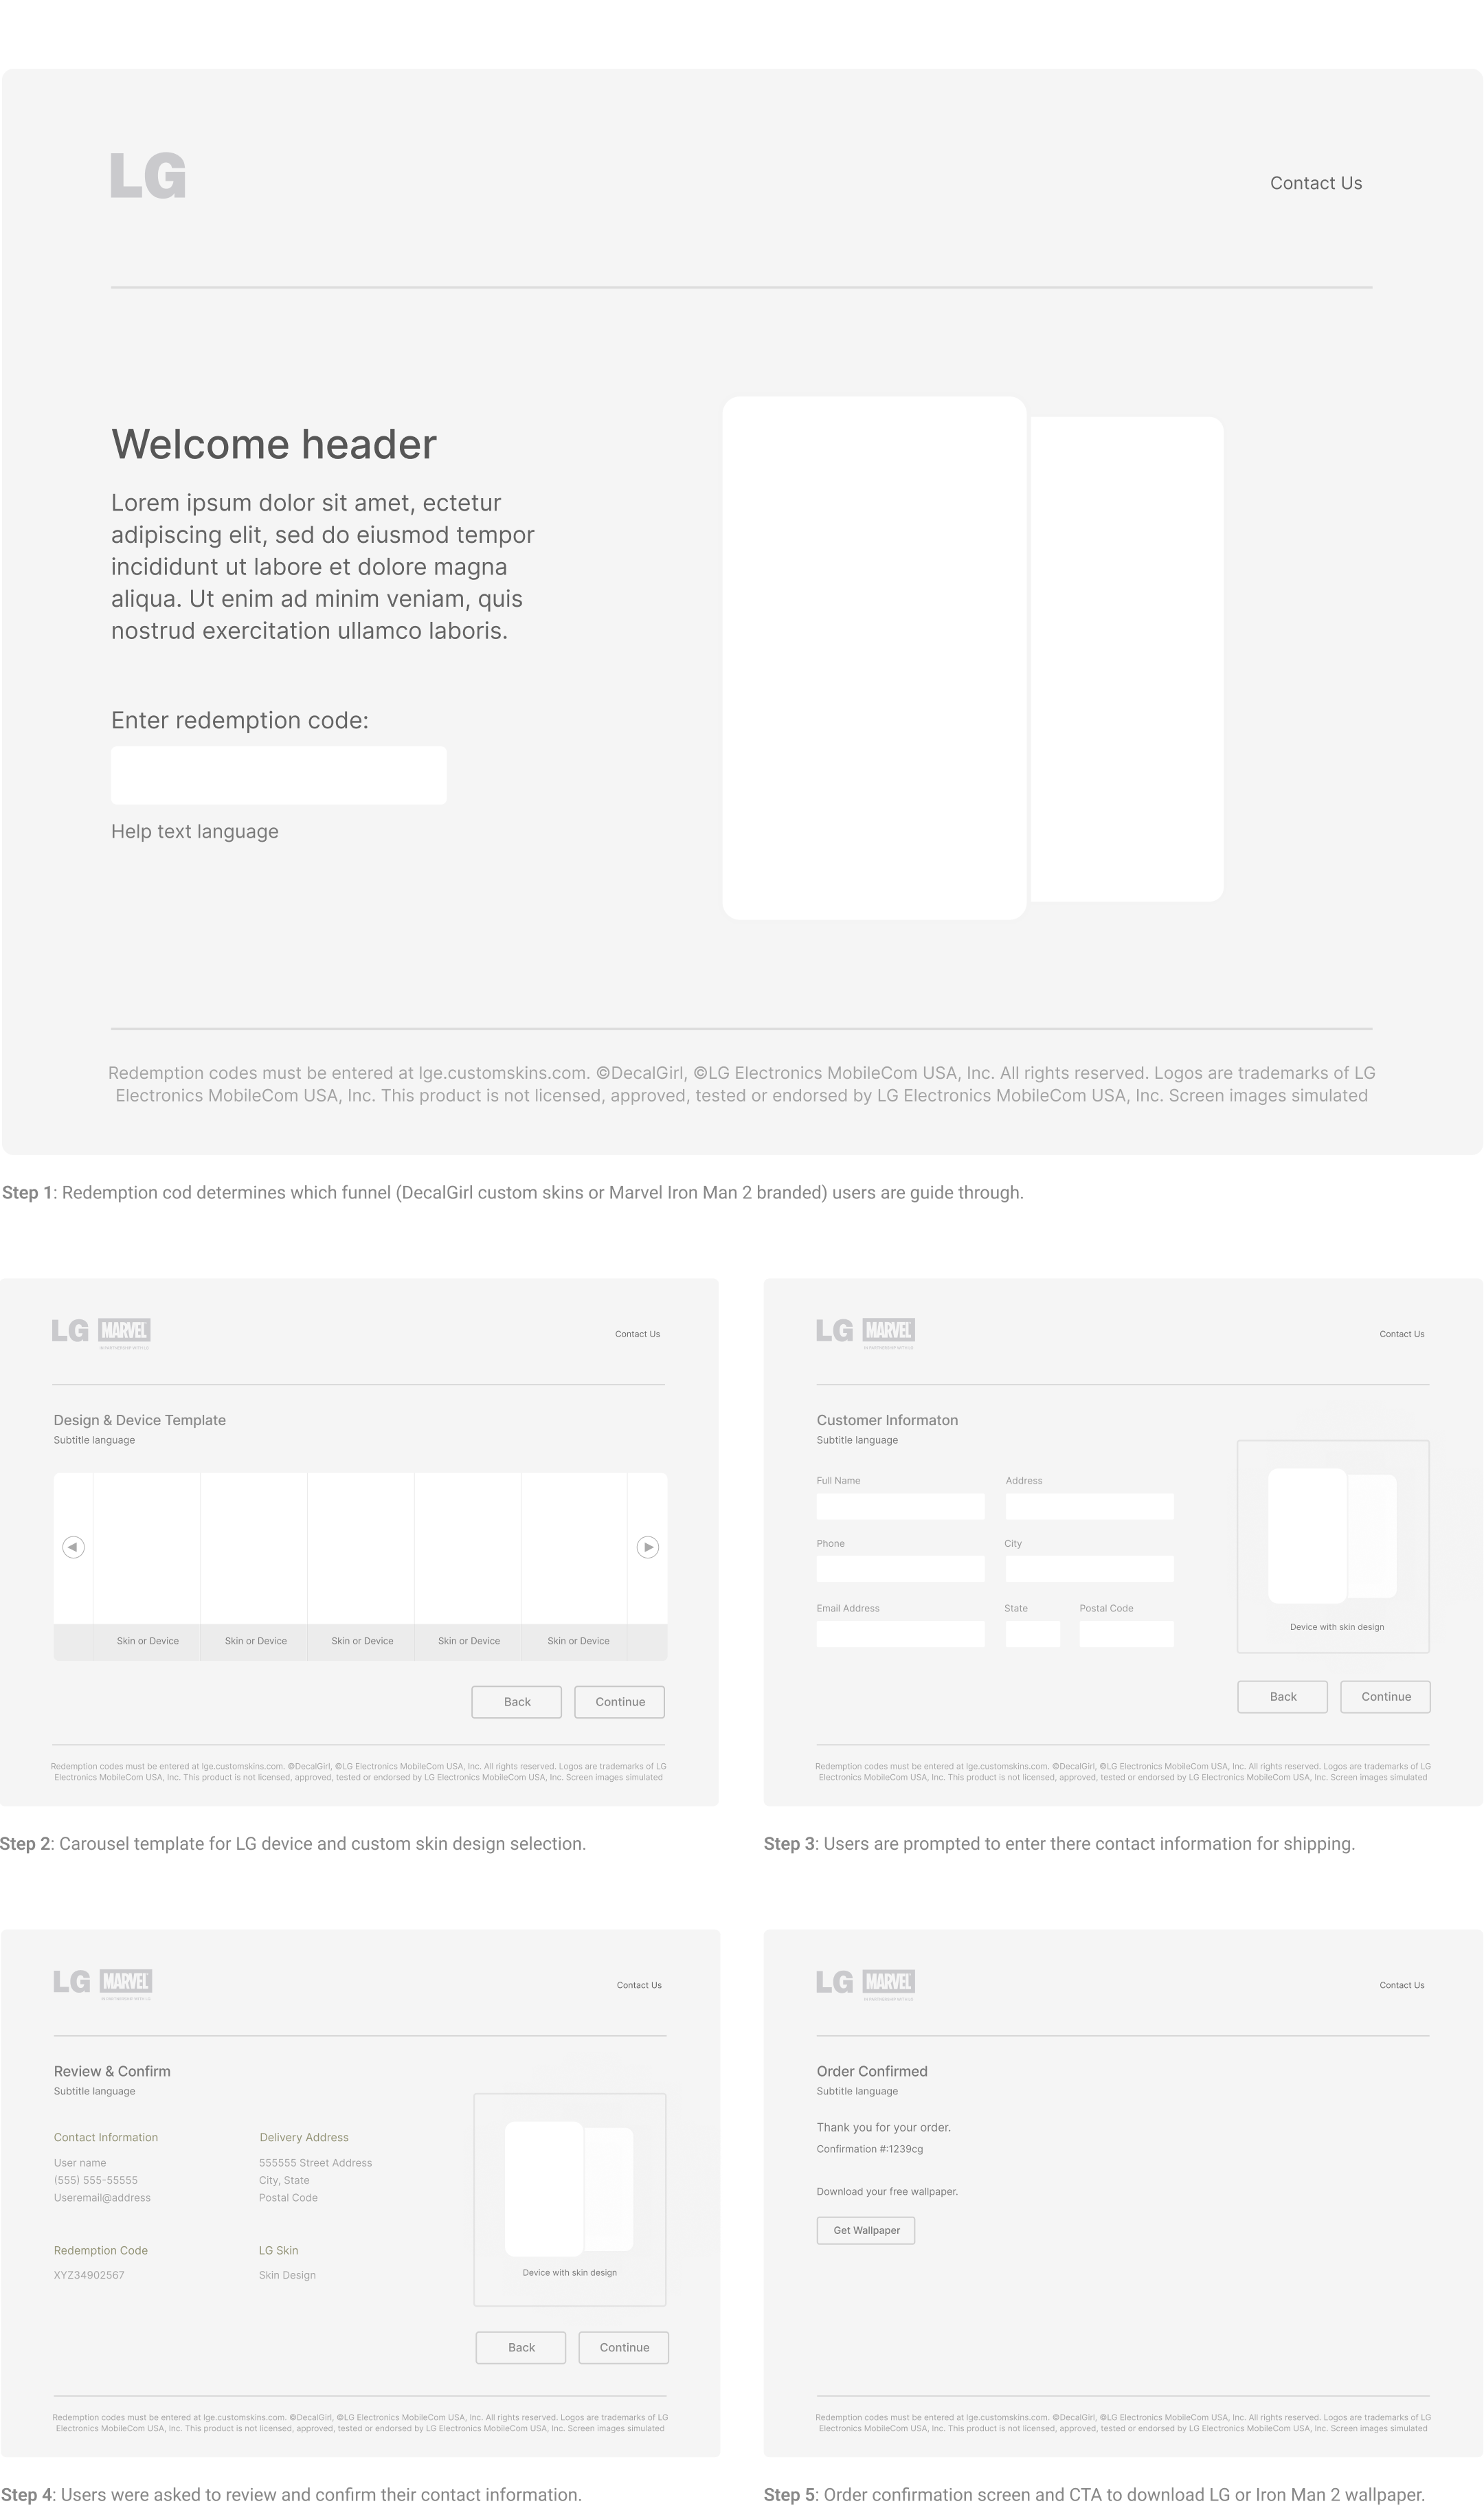 LG
Contact Us
Welcome header
Lorem ipsum dolor sit amet, ectetur
adipiscing elit, sed do eiusmod tempor
incididunt ut labore et dolore magna
aliqua. Ut enim ad minim veniam, quis
nostrud exercitation ullamco laboris.
Enter redemption code:
Help text language
Redemption codes must be entered at lge.customskins.com. ©DecalGirl, ©LG Electronics MobileCom USA, Inc. All rights reserved. Logos are trademarks of LG
Electronics MobileCom USA, Inc. This product is not licensed, approved, tested or endorsed by LG Electronics MobileCom USA, Inc. Screen images simulated
Step 1: Redemption cod determines which funnel (DecalGirl custom skins or Marvel Iron Man 2 branded) users are guide through.
LG MARVEL
IN PARTNERSHIP WITH LG
Contact Us
Design & Device Template
Subtitle language
Skin or Device
Skin or Device
Skin or Device
Skin or Device
Skin or Device
Back
Continue
Redemption codes must be entered at lge.customskins.com. ©DecalGirl, ©LG Electronics MobileCom USA, Inc. All rights reserved. Logos are trademarks of LG
Electronics MobileCom USA, Inc. This product is not licensed, approved, tested or endorsed by LG Electronics MobileCom USA, Inc. Screen images simulated
Step 2: Carousel template for LG device and custom skin design selection.
LG MARVEL
IN PARTNERSHIP WITH LG
Contact Us
Customer Informaton
Subtitle language
Full Name
Address
Phone
City
Email Address
State
Postal Code
Device with skin design
Back
Continue
Redemption codes must be entered at lge.customskins.com. ©DecalGirl, ©LG Electronics MobileCom USA, Inc. All rights reserved. Logos are trademarks of LG
Electronics MobileCom USA, Inc. This product is not licensed, approved, tested or endorsed by LG Electronics MobileCom USA, Inc. Screen images simulated
Step 3: Users are prompted to enter there contact information for shipping.
LG MARVEL
IN PARTNERSHIP WITH LG
Contact Us
Review & Confirm
Subtitle language
Contact Information
User name
(555) 555-55555
Useremail@address
Delivery Address
555555 Street Address
City, State
Postal Code
Redemption Code
XYZ34902567
LG Skin
Skin Design
Device with skin design
Back
Continue
Redemption codes must be entered at lge.customskins.com. ©DecalGirl, ©LG Electronics MobileCom USA, Inc. All rights reserved. Logos are trademarks of LG
Electronics MobileCom USA, Inc. This product is not licensed, approved, tested or endorsed by LG Electronics MobileCom USA, Inc. Screen images simulated
Step 4: Users were asked to review and confirm their contact information.
LG MARVEL
IN PARTNERSHIP WITH LG
Contact Us
Order Confirmed
Subtitle language
Thank you for your order.
Confirmation #:1239cg
Download your free wallpaper.
Get Wallpaper
Redemption codes must be entered at lge.customskins.com. ©DecalGirl, ©LG Electronics MobileCom USA, Inc. All rights reserved. Logos are trademarks of LG
Electronics MobileCom USA, Inc. This product is not licensed, approved, tested or endorsed by LG Electronics MobileCom USA, Inc. Screen images simulated
Step 5: Order confirmation screen and CTA to download LG or Iron Man 2 wallpaper.